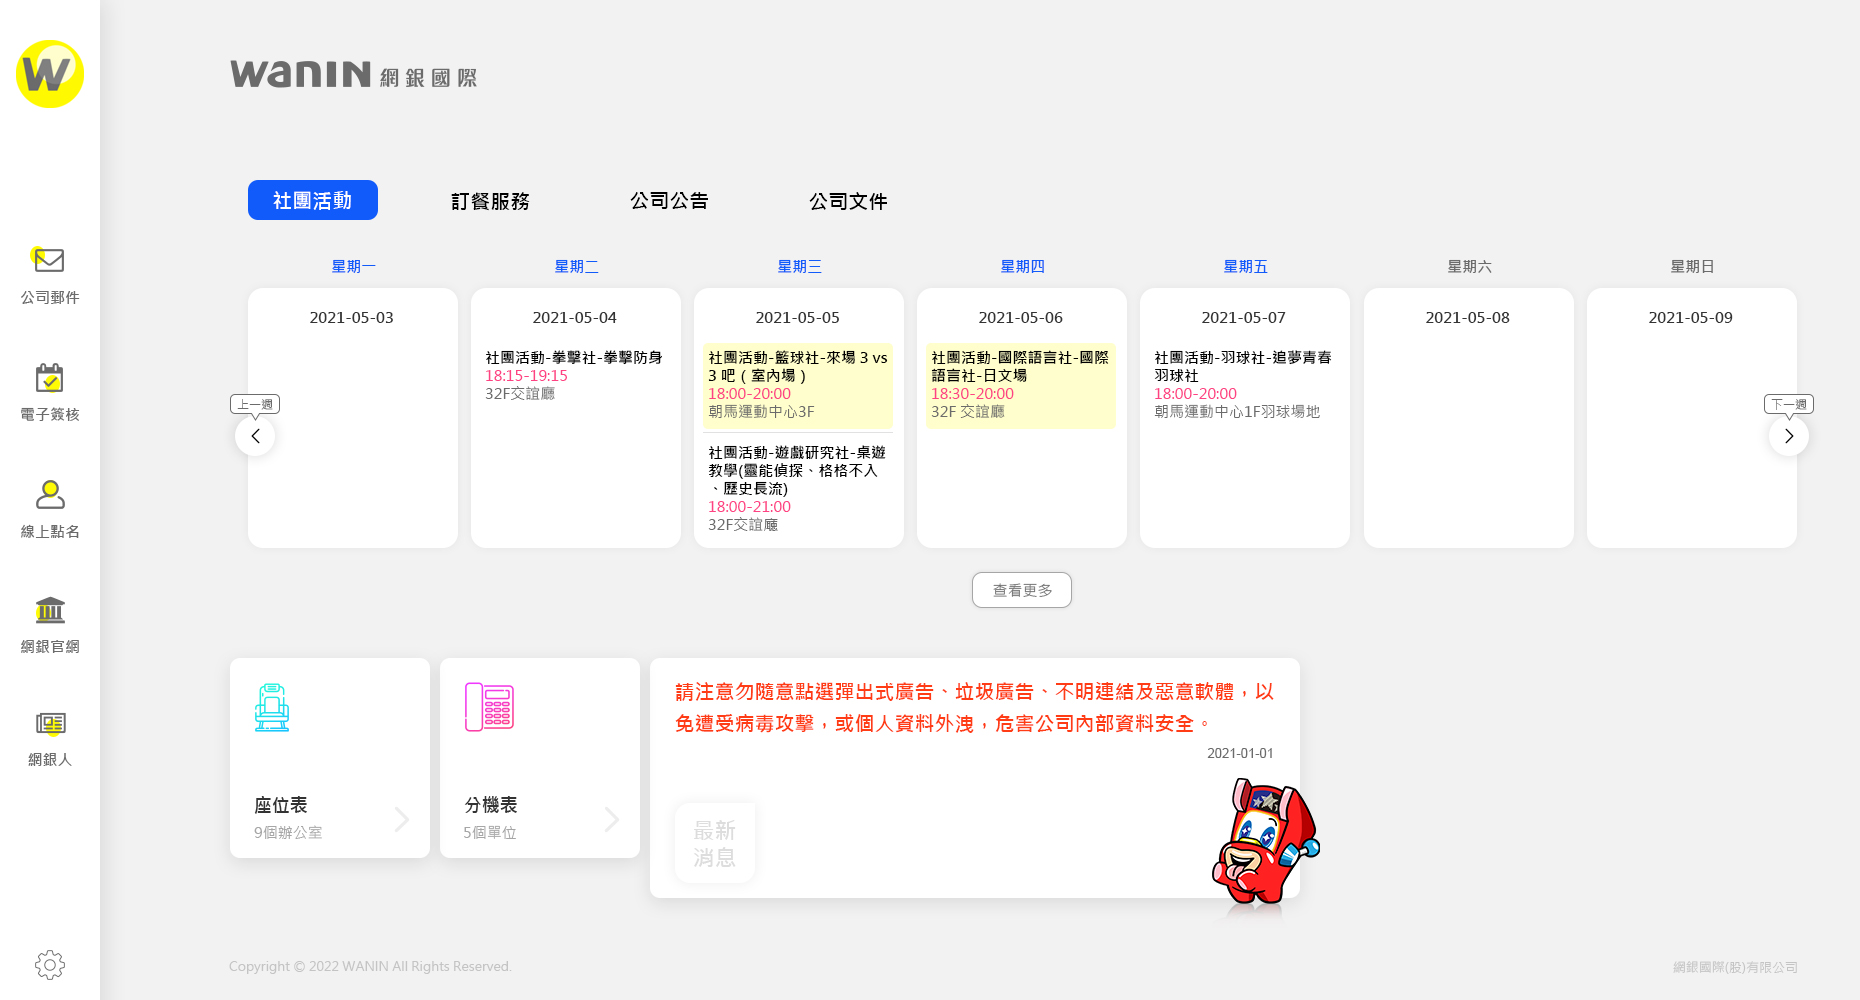 W
wanin 網銀國際
公司郵件
電子簽核
線上點名
網銀官網
網銀人
社團活動
訂餐服務
公司公告
公司文件
星期一
星期二
星期三
星期四
星期五
星期六
星期日
上一週
2021-05-03
2021-05-04
社團活動-拳擊社-拳擊防身
18:15-19:15
32F交誼廳
2021-05-05
社團活動-籃球社-來場 3 vs
3 吧 ( 室內場 )
18:00-20:00
朝馬運動中心3F
社團活動-遊戲研究社-桌遊
教學(靈能偵探、格格不入
、歷史長流)
18:00-21:00
32F交誼廳
2021-05-06
社團活動-國際語言社-國際
語言社-日文場
18:30-20:00
32F 交誼廳
2021-05-07
社團活動-羽球社-追夢青春
羽球社
18:00-20:00
朝馬運動中心1F羽球場地
2021-05-08
2021-05-09
下一週
查看更多
座位表
9個辦公室
分機表
5個單位
請注意勿隨意點選彈出式廣告、垃圾廣告、不明連結及惡意軟體，以
免遭受病毒攻擊，或個人資料外洩，危害公司內部資料安全。
2021-01-01
最新
消息
Copyright © 2022 WANIN All Rights Reserved.
網銀國際(股)有限公司